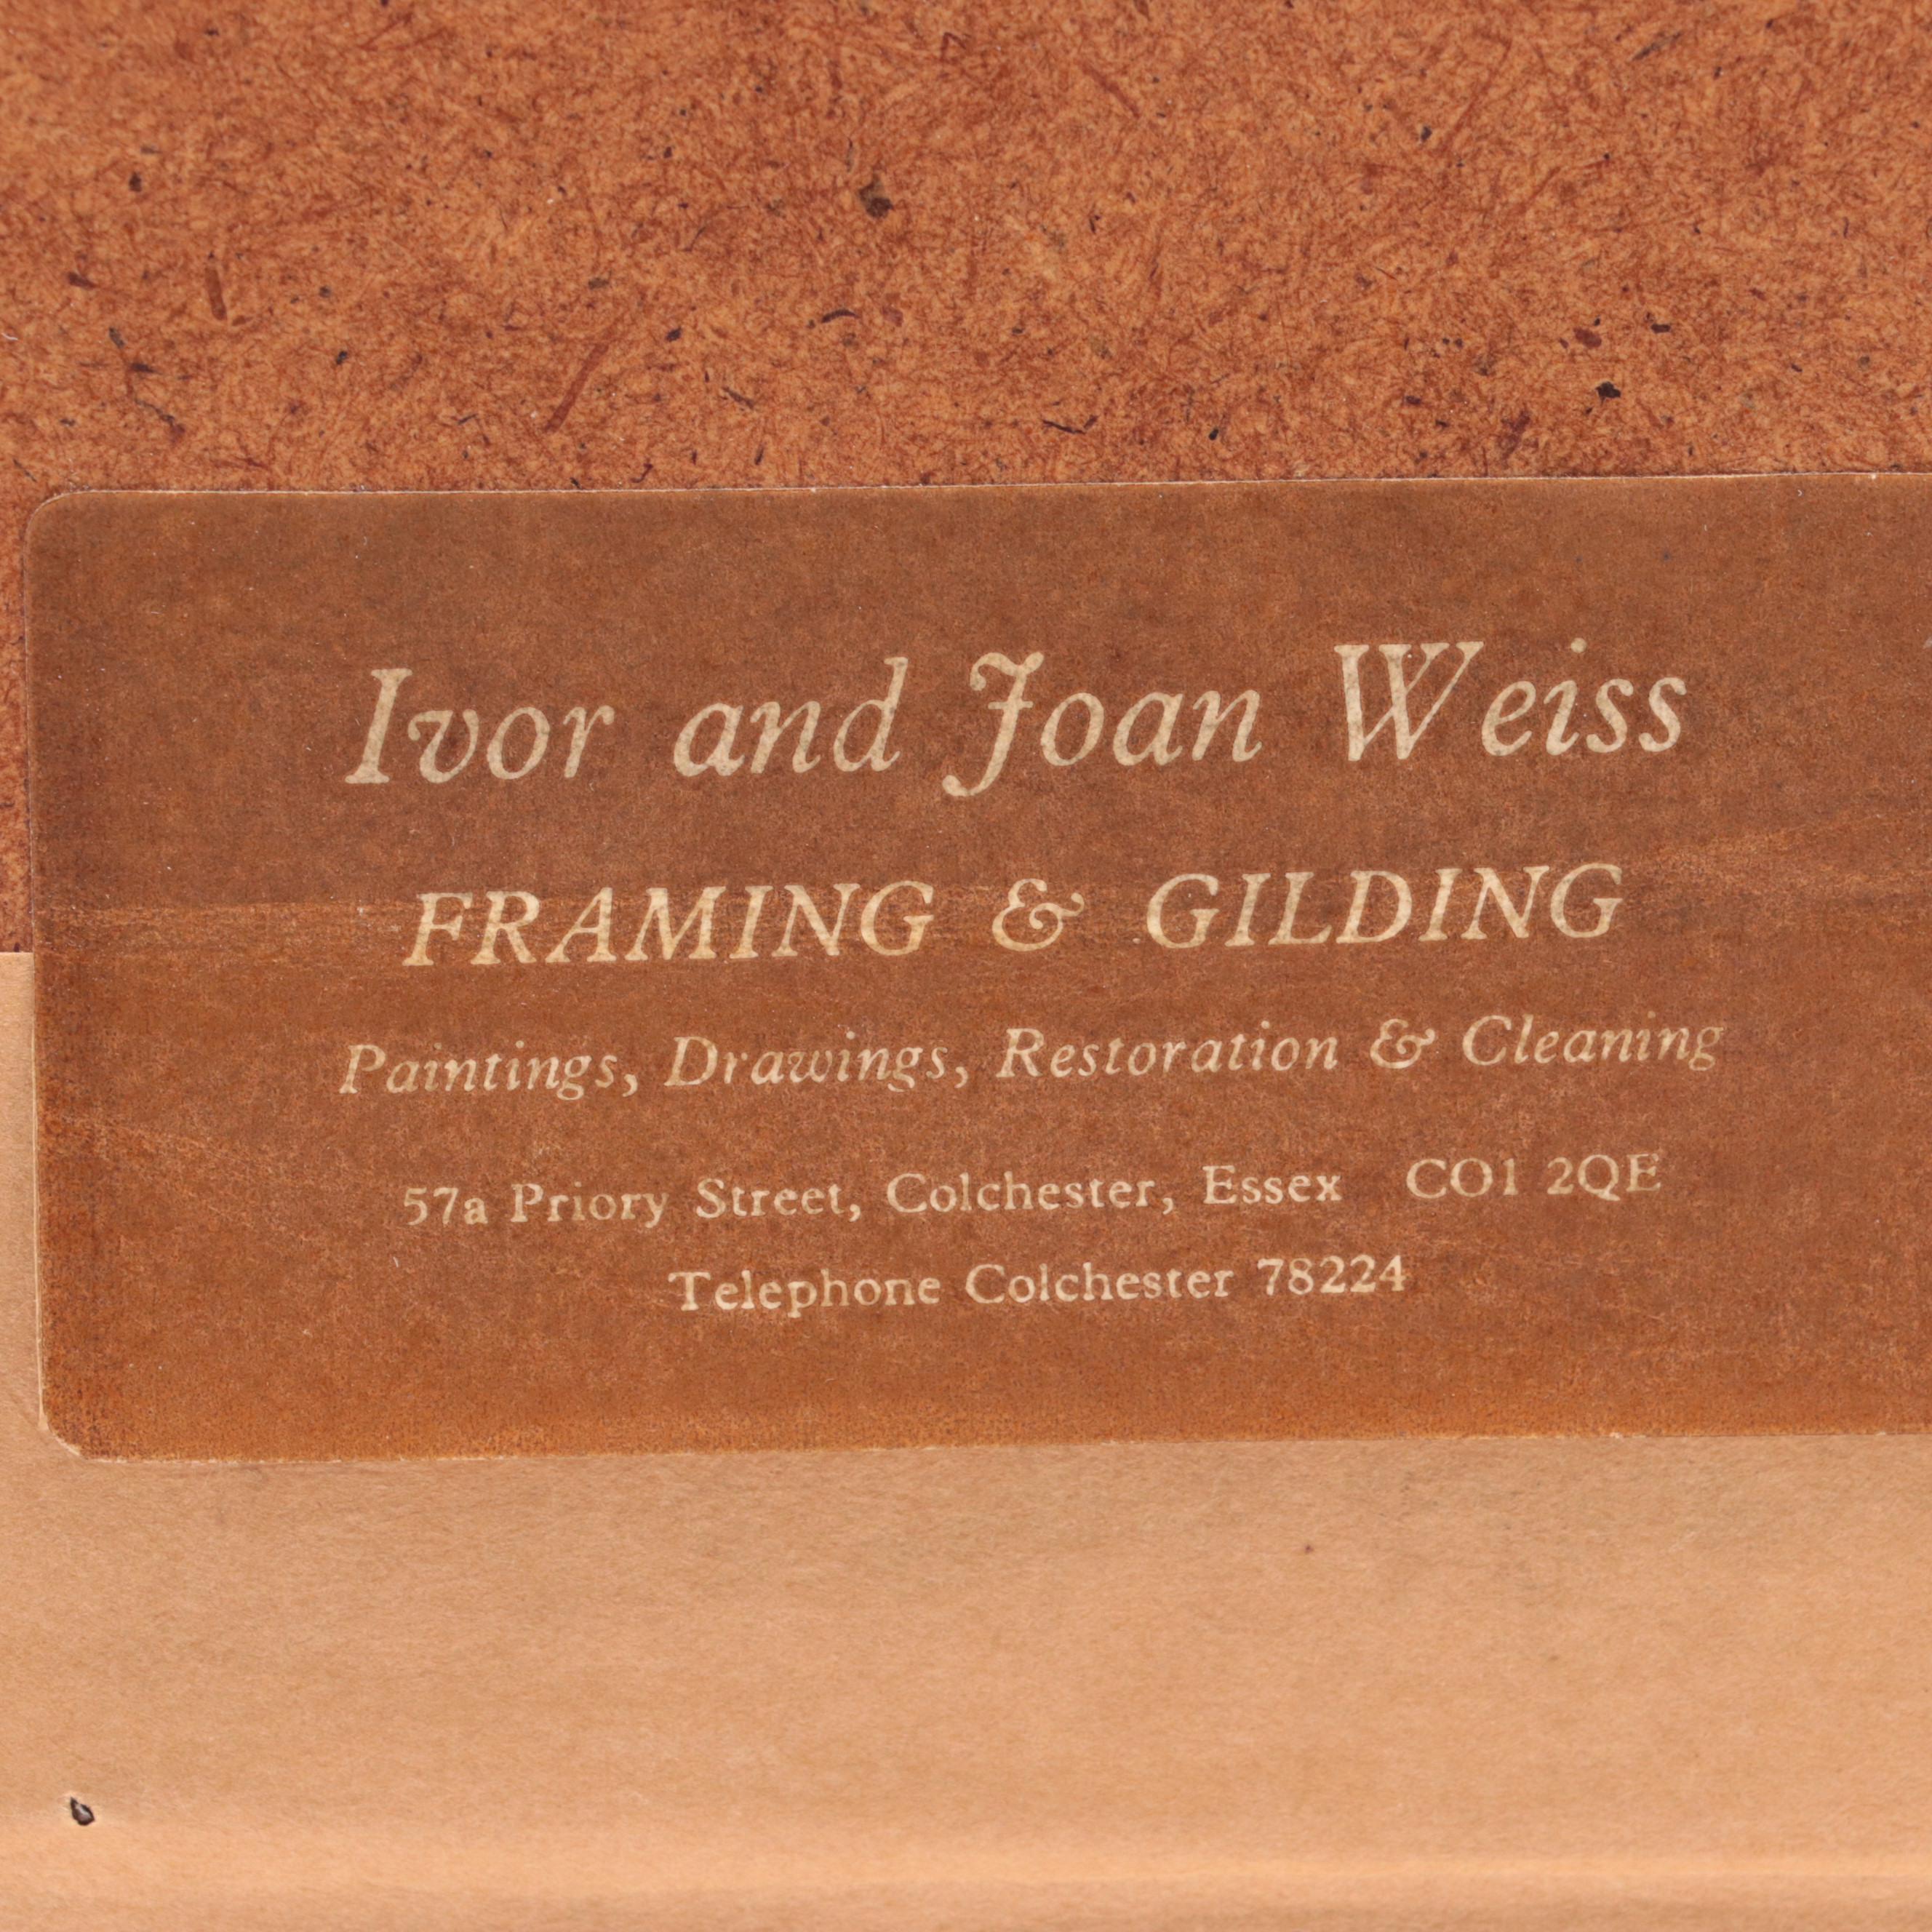 Ivor and Joan Weiss
FRAMING & GILDING
Paintings, Drawings, Restoration & Cleaning
57a Priory Street, Colchester, Essex CO1 2QE
Telephone Colchester 78224